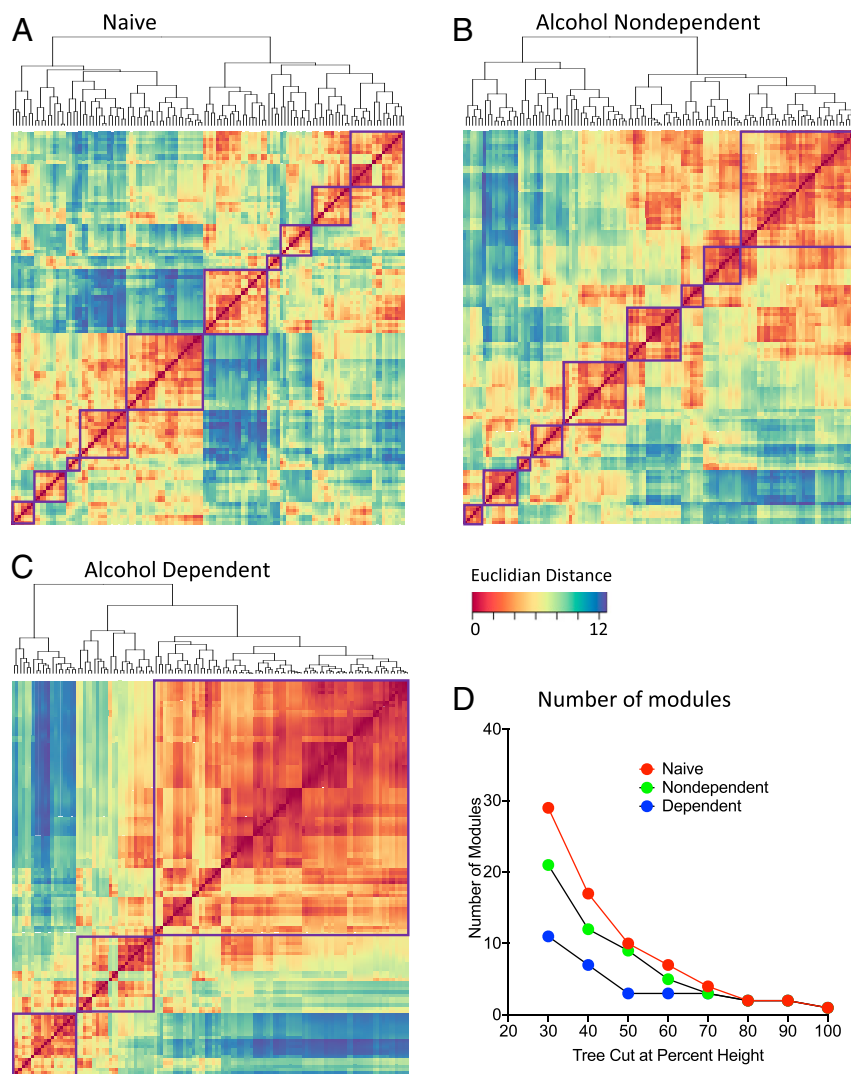 A
Naive
B
Alcohol Nondependent
C
Alcohol Dependent
Euclidian Distance
0
12
D
Number of modules
40
30
20
10
0
Number of Modules
Naive
Nondependent
Dependent
20 30 40 50 60 70 80 90 100
Tree Cut at Percent Height